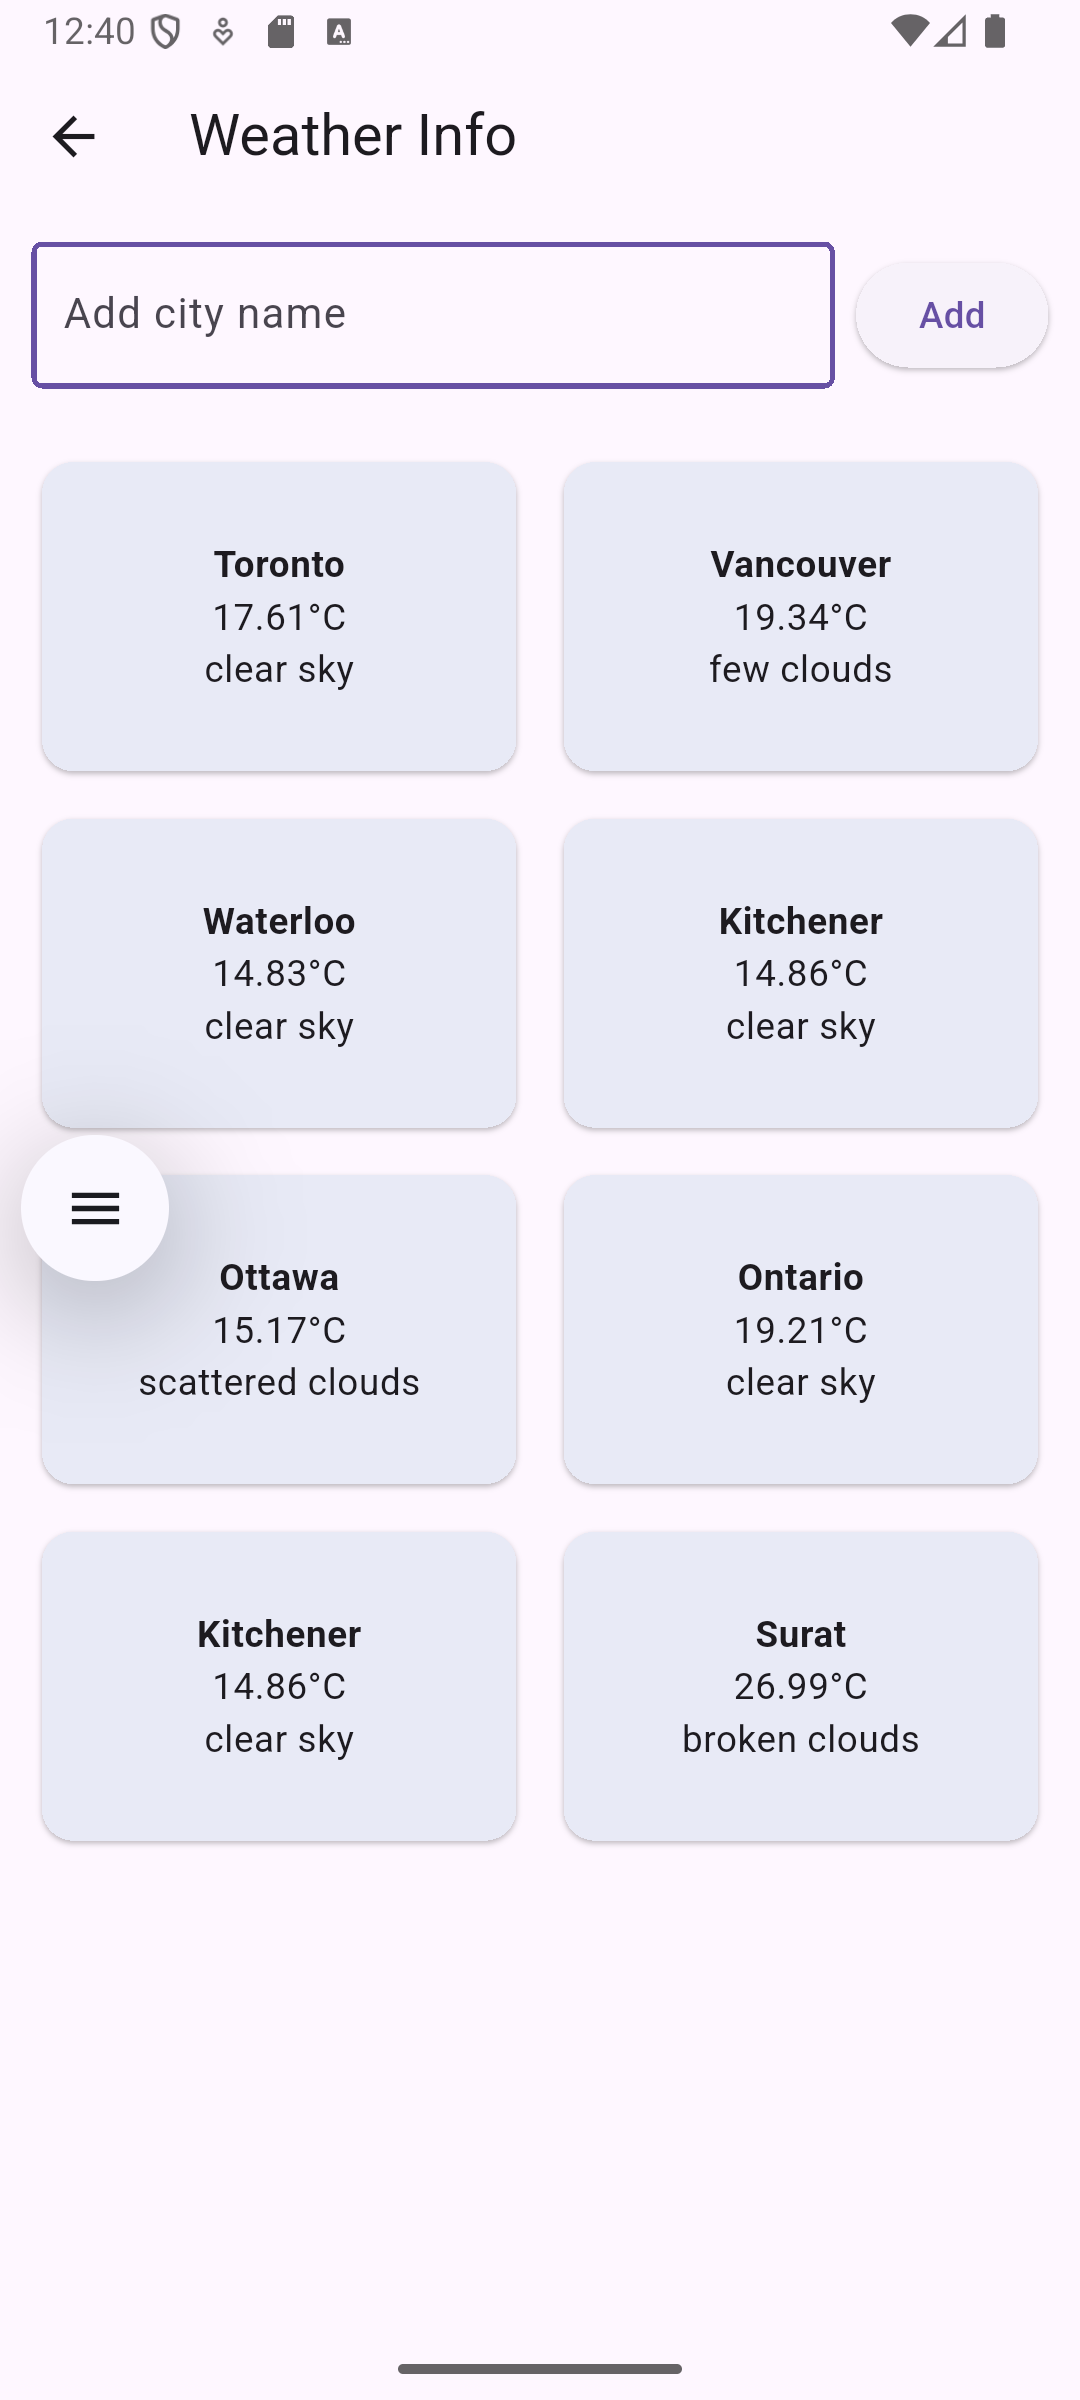 12:40
Weather Info
Add city name
Add
Toronto
17.61°C
clear sky
Vancouver
19.34°C
few clouds
Waterloo
14.83°C
clear sky
Kitchener
14.86°C
clear sky
Ottawa
15.17°C
scattered clouds
Ontario
19.21°C
clear sky
Kitchener
14.86°C
clear sky
Surat
26.99°C
broken clouds